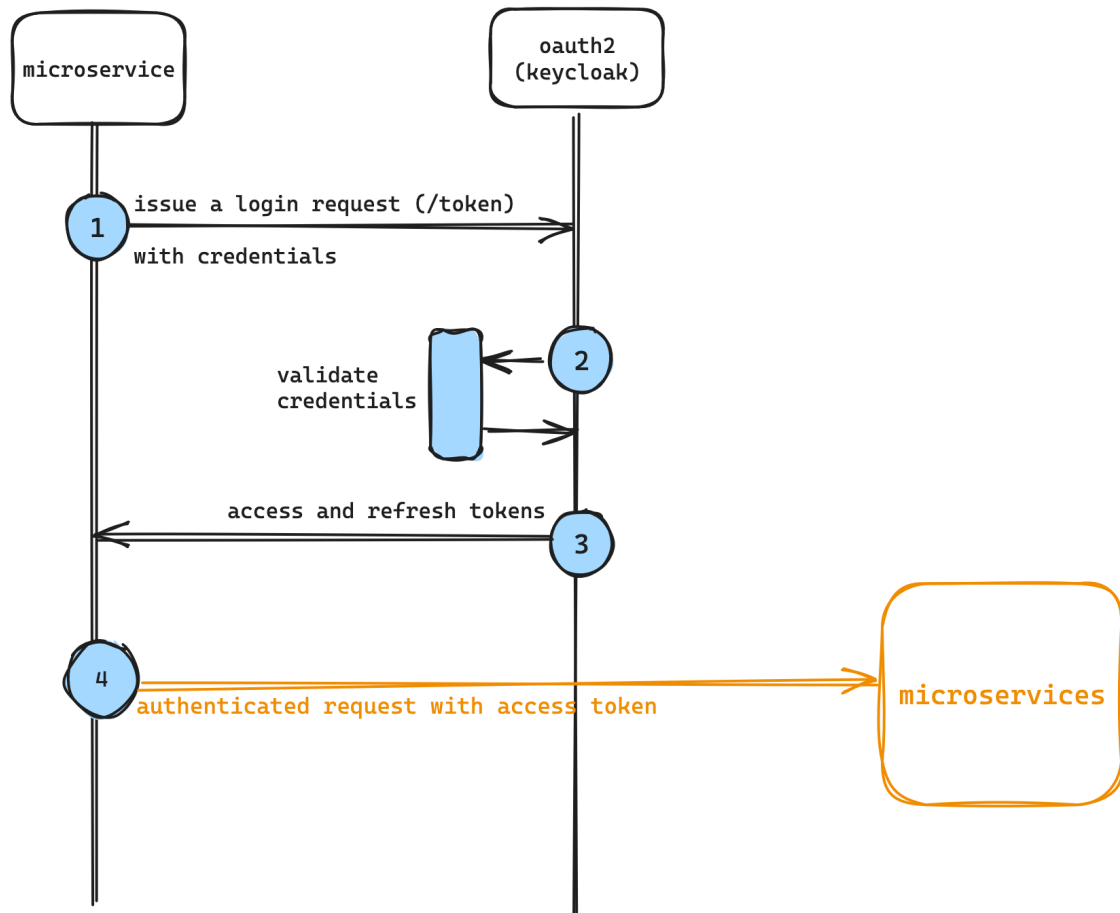 microservice
oauth2
(keycloak)
issue a login request (/token)
1
with credentials
2
validate
credentials
access and refresh tokens
3
4
authenticated request with access token
microservices